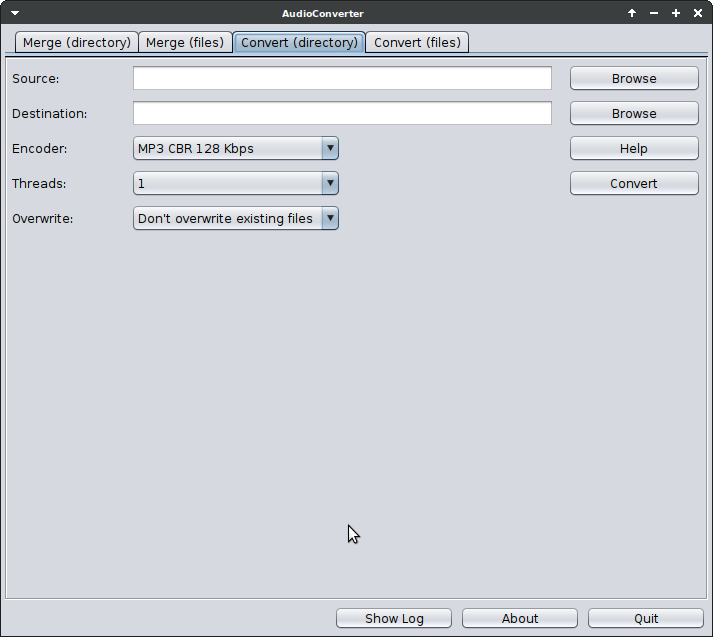 AudioConverter
Merge (directory) Merge (files) Convert (directory) Convert (files)
Source: Browse
Destination: Browse
Encoder: MP3 CBR 128 Kbps Help
Threads: 1 Convert
Overwrite: Don't overwrite existing files
Show Log About Quit